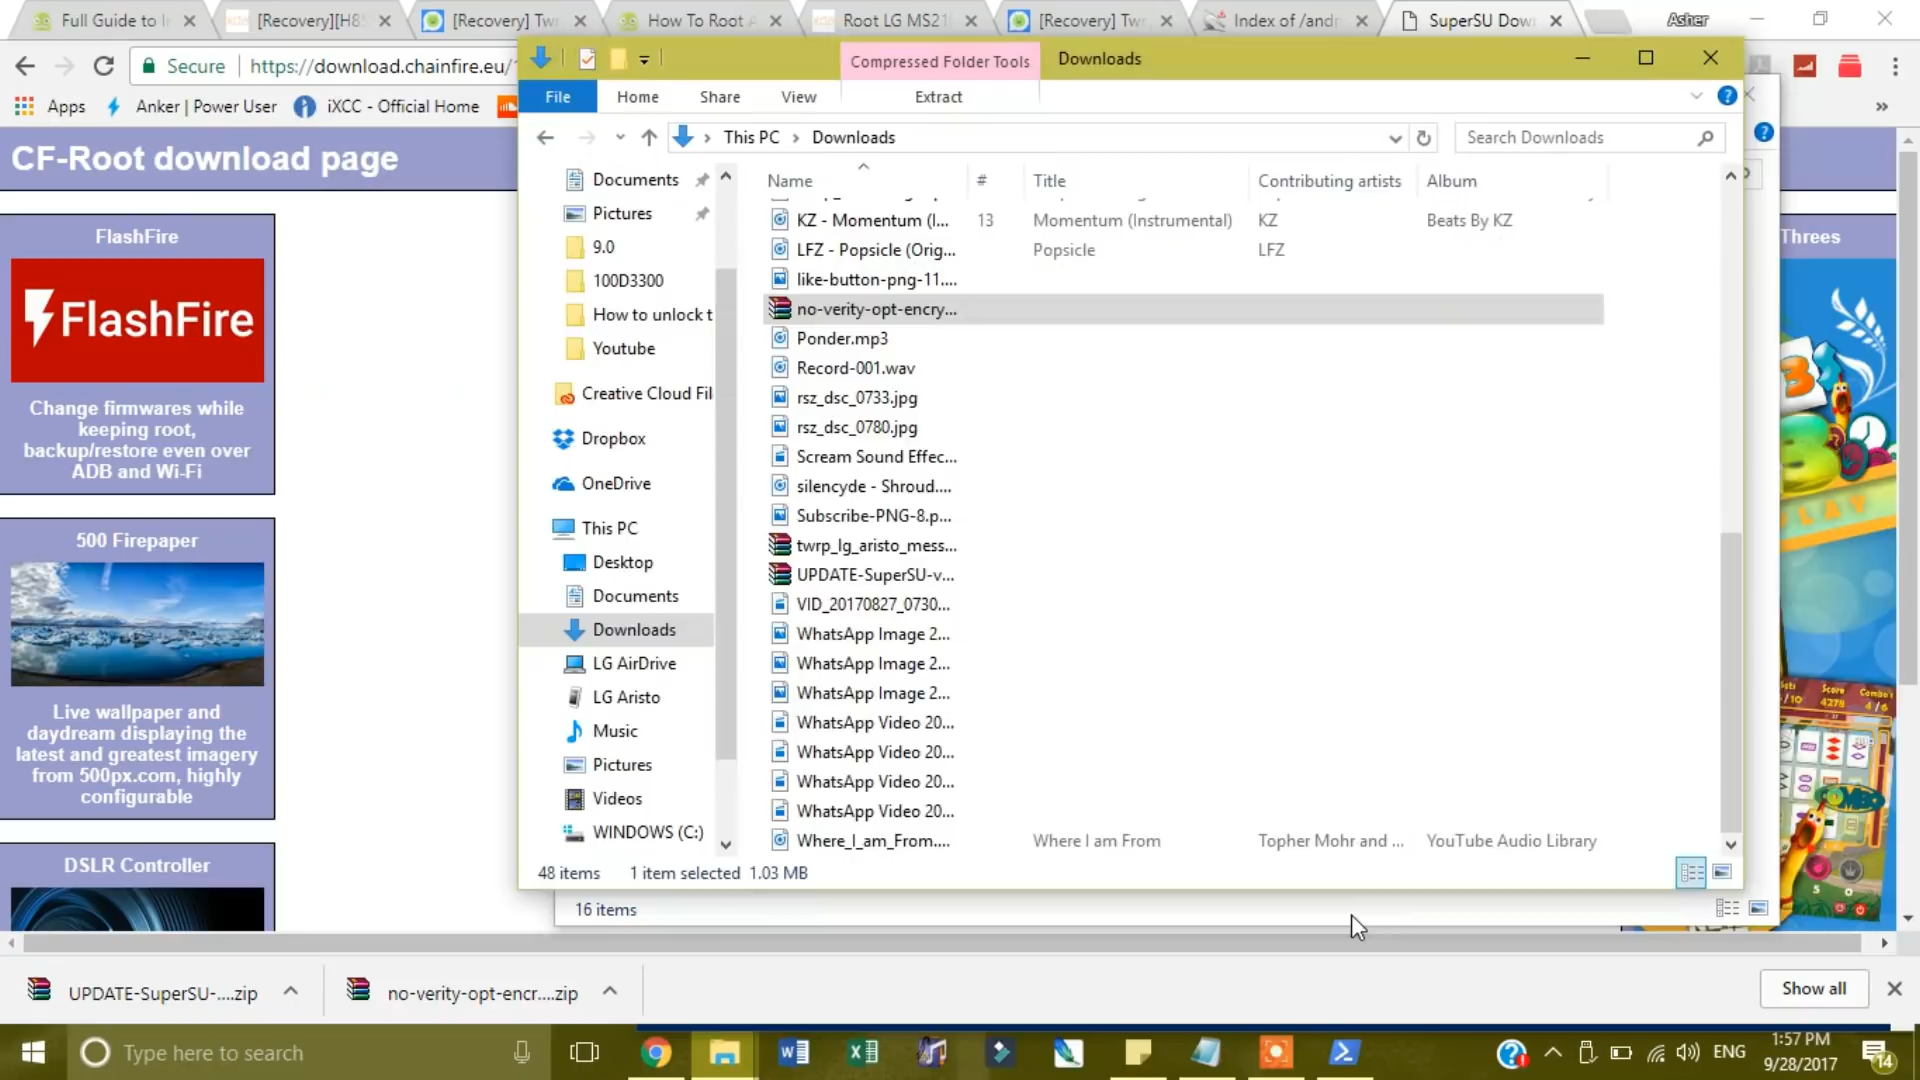 Full Guide to I
[Recovery][H8
[Recovery] Twr
How To Root A
Root LG MS21
[Recovery] Twr
Index of /andr
SuperSU Dow
Asher
Secure
https://download.chainfire.eu/
Apps
Anker | Power User
iXCC - Official Home
CF-Root download page
FlashFire
FlashFire
Change firmwares while
keeping root,
backup/restore even over
ADB and Wi-Fi
500 Firepaper
Live wallpaper and
daydream displaying the
latest and greatest imagery
from 500px.com, highly
configurable
DSLR Controller
Compressed Folder Tools
Downloads
File
Home
Share
View
Extract
This PC
Downloads
Search Downloads
Documents
Pictures
9.0
100D3300
How to unlock t
Youtube
Creative Cloud Fil
Dropbox
OneDrive
This PC
Desktop
Documents
Downloads
LG AirDrive
LG Aristo
Music
Pictures
Videos
WINDOWS (C:)
Name # Title Contributing artists Album
KZ - Momentum (I... 13 Momentum (Instrumental) KZ Beats By KZ
LFZ - Popsicle (Orig... Popsicle LFZ
like-button-png-11....
no-verity-opt-encry...
Ponder.mp3
Record-001.wav
rsz_dsc_0733.jpg
rsz_dsc_0780.jpg
Scream Sound Effec...
silencyde - Shroud....
Subscribe-PNG-8.p...
twrp_lg_aristo_mess...
UPDATE-SuperSU-v...
VID_20170827_0730...
WhatsApp Image 2...
WhatsApp Image 2...
WhatsApp Image 2...
WhatsApp Video 20...
WhatsApp Video 20...
WhatsApp Video 20...
WhatsApp Video 20...
Where_I_am_From.... Where I am From Topher Mohr and ... YouTube Audio Library
48 items 1 item selected 1.03 MB
16 items
Threes
Score
4278
4 / 6
UPDATE-SuperSU-....zip
no-verity-opt-encr....zip
Show all
Type here to search
ENG
1:57 PM
9/28/2017
14